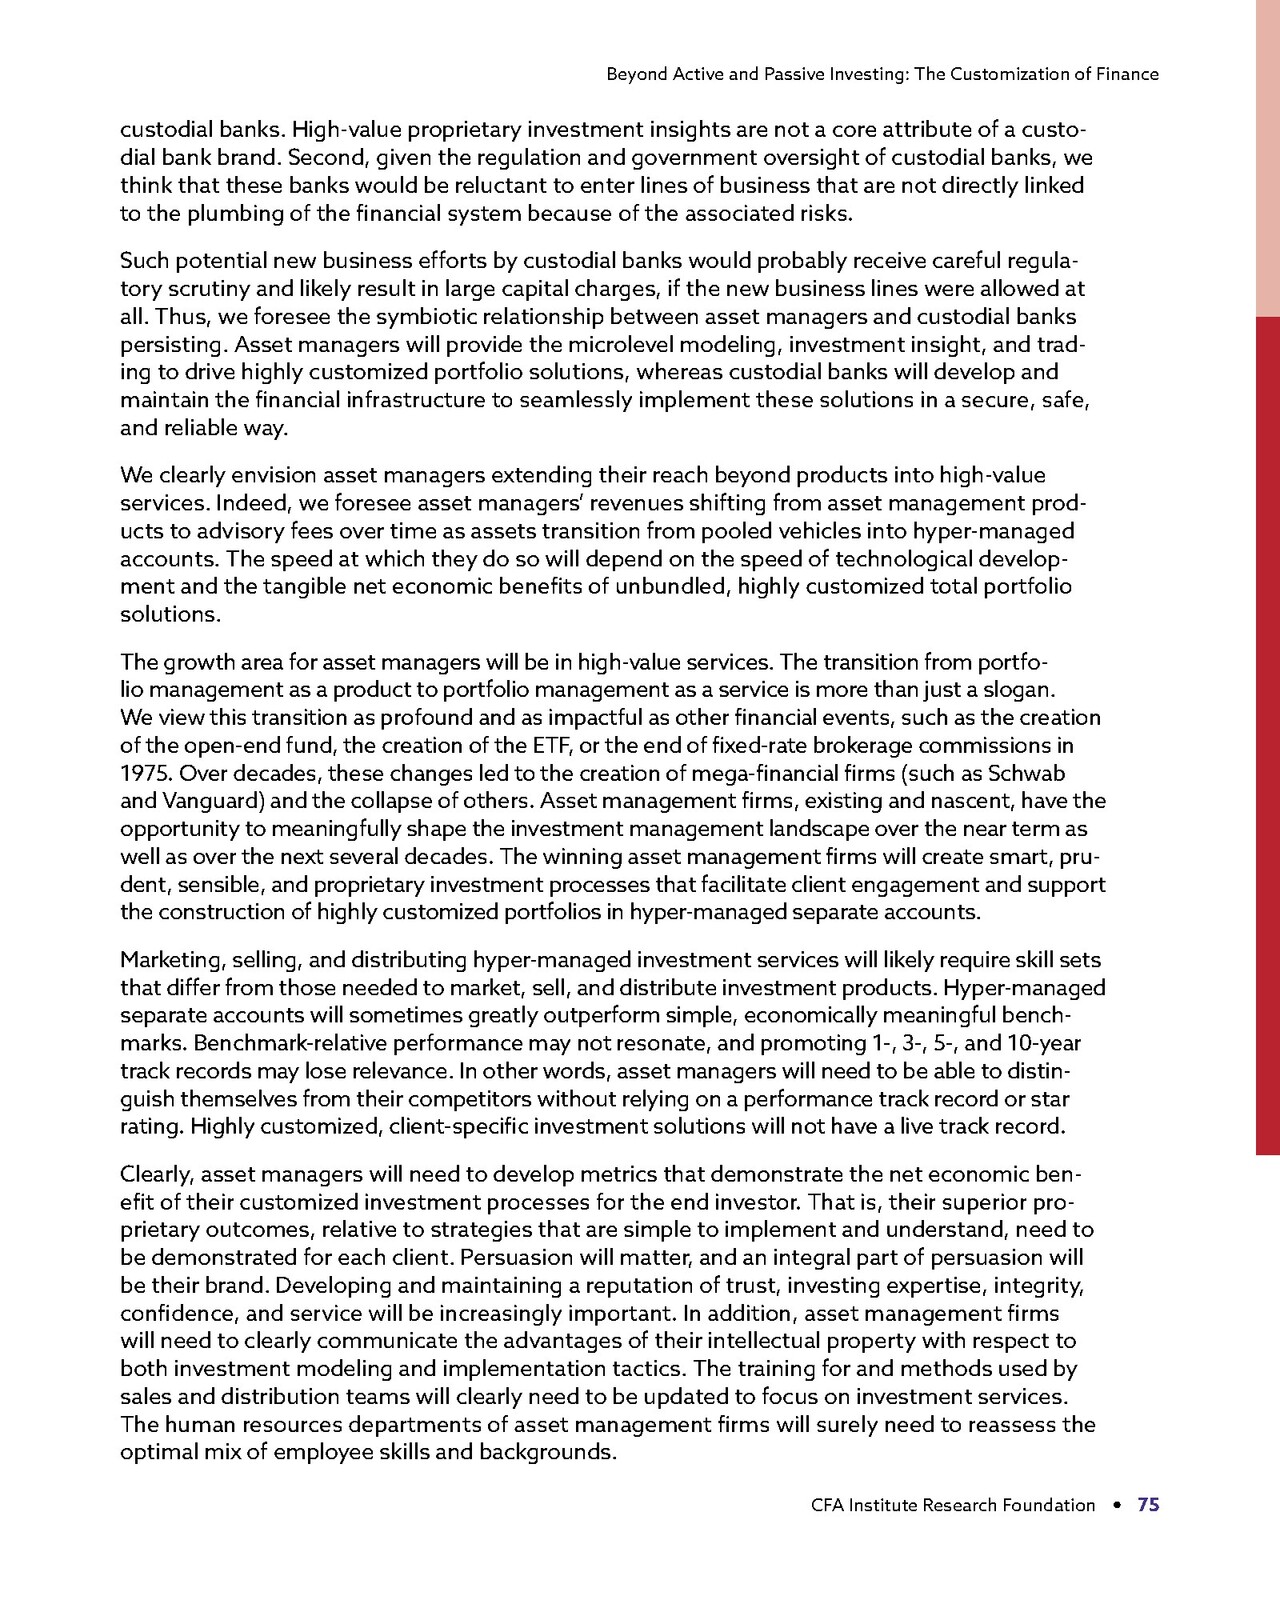 Beyond Active and Passive Investing: The Customization of Finance
custodial banks. High-value proprietary investment insights are not a core attribute of a custo-
dial bank brand. Second, given the regulation and government oversight of custodial banks, we
think that these banks would be reluctant to enter lines of business that are not directly linked
to the plumbing of the financial system because of the associated risks.
Such potential new business efforts by custodial banks would probably receive careful regula-
tory scrutiny and likely result in large capital charges, if the new business lines were allowed at
all. Thus, we foresee the symbiotic relationship between asset managers and custodial banks
persisting. Asset managers will provide the microlevel modeling, investment insight, and trad-
ing to drive highly customized portfolio solutions, whereas custodial banks will develop and
maintain the financial infrastructure to seamlessly implement these solutions in a secure, safe,
and reliable way.
We clearly envision asset managers extending their reach beyond products into high-value
services. Indeed, we foresee asset managers’ revenues shifting from asset management prod-
ucts to advisory fees over time as assets transition from pooled vehicles into hyper-managed
accounts. The speed at which they do so will depend on the speed of technological develop-
ment and the tangible net economic benefits of unbundled, highly customized total portfolio
solutions.
The growth area for asset managers will be in high-value services. The transition from portfo-
lio management as a product to portfolio management as a service is more than just a slogan.
We view this transition as profound and as impactful as other financial events, such as the creation
of the open-end fund, the creation of the ETF, or the end of fixed-rate brokerage commissions in
1975. Over decades, these changes led to the creation of mega-financial firms (such as Schwab
and Vanguard) and the collapse of others. Asset management firms, existing and nascent, have the
opportunity to meaningfully shape the investment management landscape over the near term as
well as over the next several decades. The winning asset management firms will create smart, pru-
dent, sensible, and proprietary investment processes that facilitate client engagement and support
the construction of highly customized portfolios in hyper-managed separate accounts.
Marketing, selling, and distributing hyper-managed investment services will likely require skill sets
that differ from those needed to market, sell, and distribute investment products. Hyper-managed
separate accounts will sometimes greatly outperform simple, economically meaningful bench-
marks. Benchmark-relative performance may not resonate, and promoting 1-, 3-, 5-, and 10-year
track records may lose relevance. In other words, asset managers will need to be able to distin-
guish themselves from their competitors without relying on a performance track record or star
rating. Highly customized, client-specific investment solutions will not have a live track record.
Clearly, asset managers will need to develop metrics that demonstrate the net economic ben-
efit of their customized investment processes for the end investor. That is, their superior pro-
prietary outcomes, relative to strategies that are simple to implement and understand, need to
be demonstrated for each client. Persuasion will matter, and an integral part of persuasion will
be their brand. Developing and maintaining a reputation of trust, investing expertise, integrity,
confidence, and service will be increasingly important. In addition, asset management firms
will need to clearly communicate the advantages of their intellectual property with respect to
both investment modeling and implementation tactics. The training for and methods used by
sales and distribution teams will clearly need to be updated to focus on investment services.
The human resources departments of asset management firms will surely need to reassess the
optimal mix of employee skills and backgrounds.
CFA Institute Research Foundation • 75